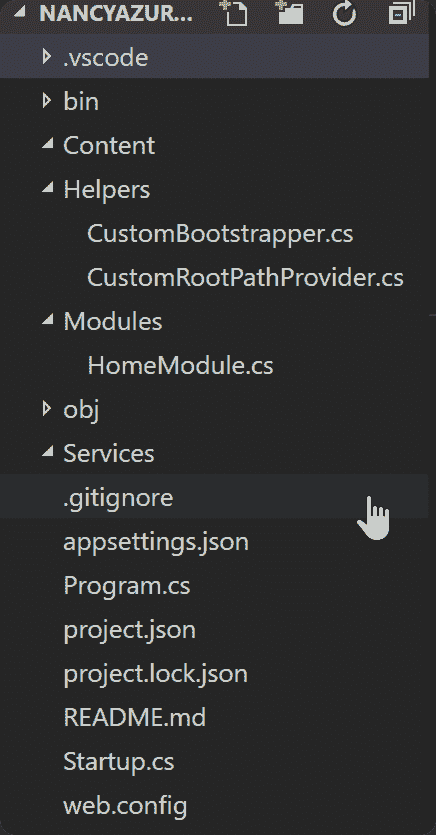 NANCYAZUR...
.vscode
bin
Content
Helpers
CustomBootstrapper.cs
CustomRootPathProvider.cs
Modules
HomeModule.cs
obj
Services
.gitignore
appsettings.json
Program.cs
project.json
project.lock.json
README.md
Startup.cs
web.config